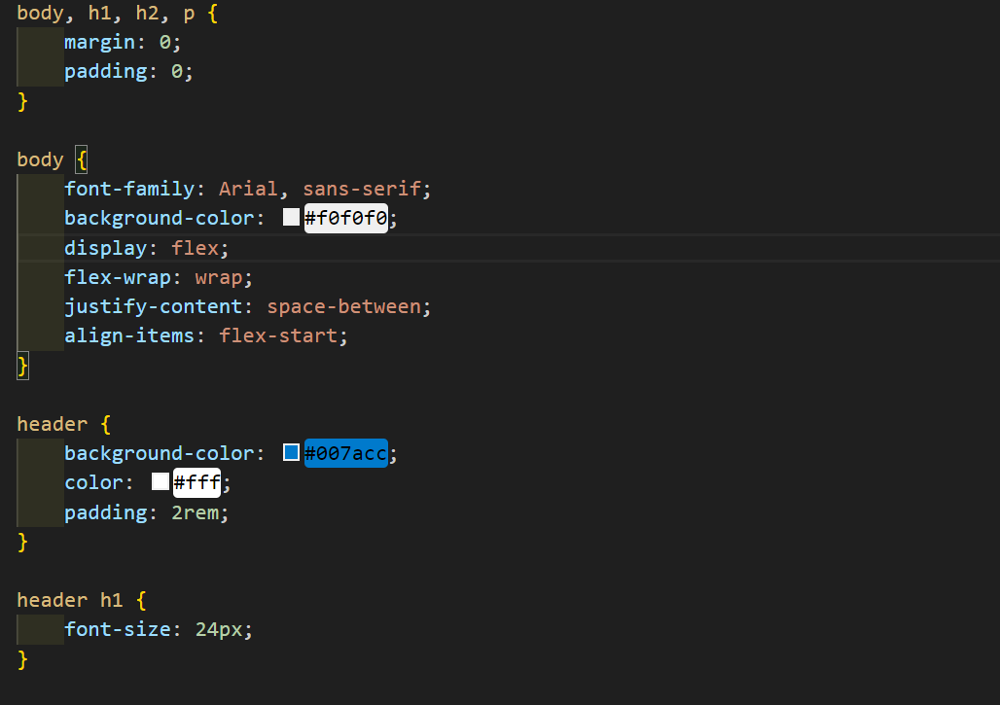 body, h1, h2, p {
    margin: 0;
    padding: 0;
}
body {
    font-family: Arial, sans-serif;
    background-color: #f0f0f0;
    display: flex;
    flex-wrap: wrap;
    justify-content: space-between;
    align-items: flex-start;
}
header {
    background-color: #007acc;
    color: #fff;
    padding: 2rem;
}
header h1 {
    font-size: 24px;
}